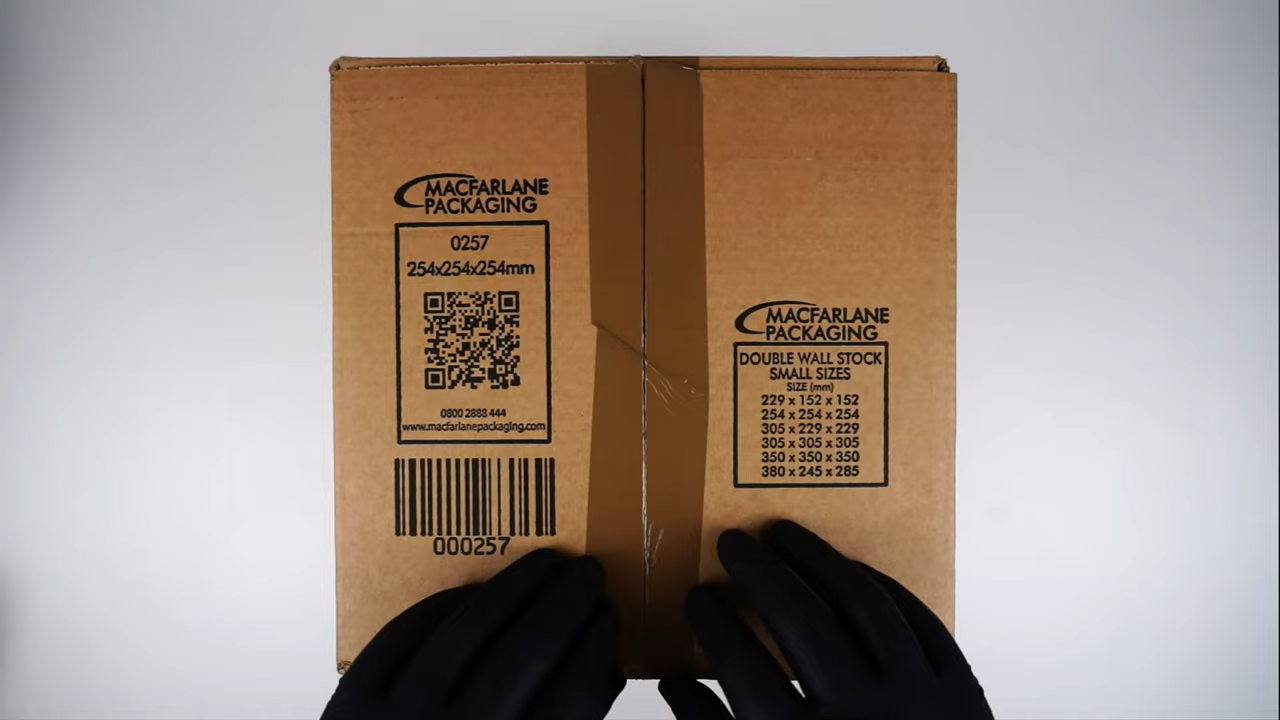 MACFARLANE
PACKAGING
0257
254x254x254mm
0800 2888 444
www.macfarlanepackaging.com
000257
MACFARLANE
PACKAGING
DOUBLE WALL STOCK
SMALL SIZES
SIZE (mm)
229 x 152 x 152
254 x 254 x 254
305 x 229 x 229
305 x 305 x 305
350 x 350 x 350
380 x 245 x 285